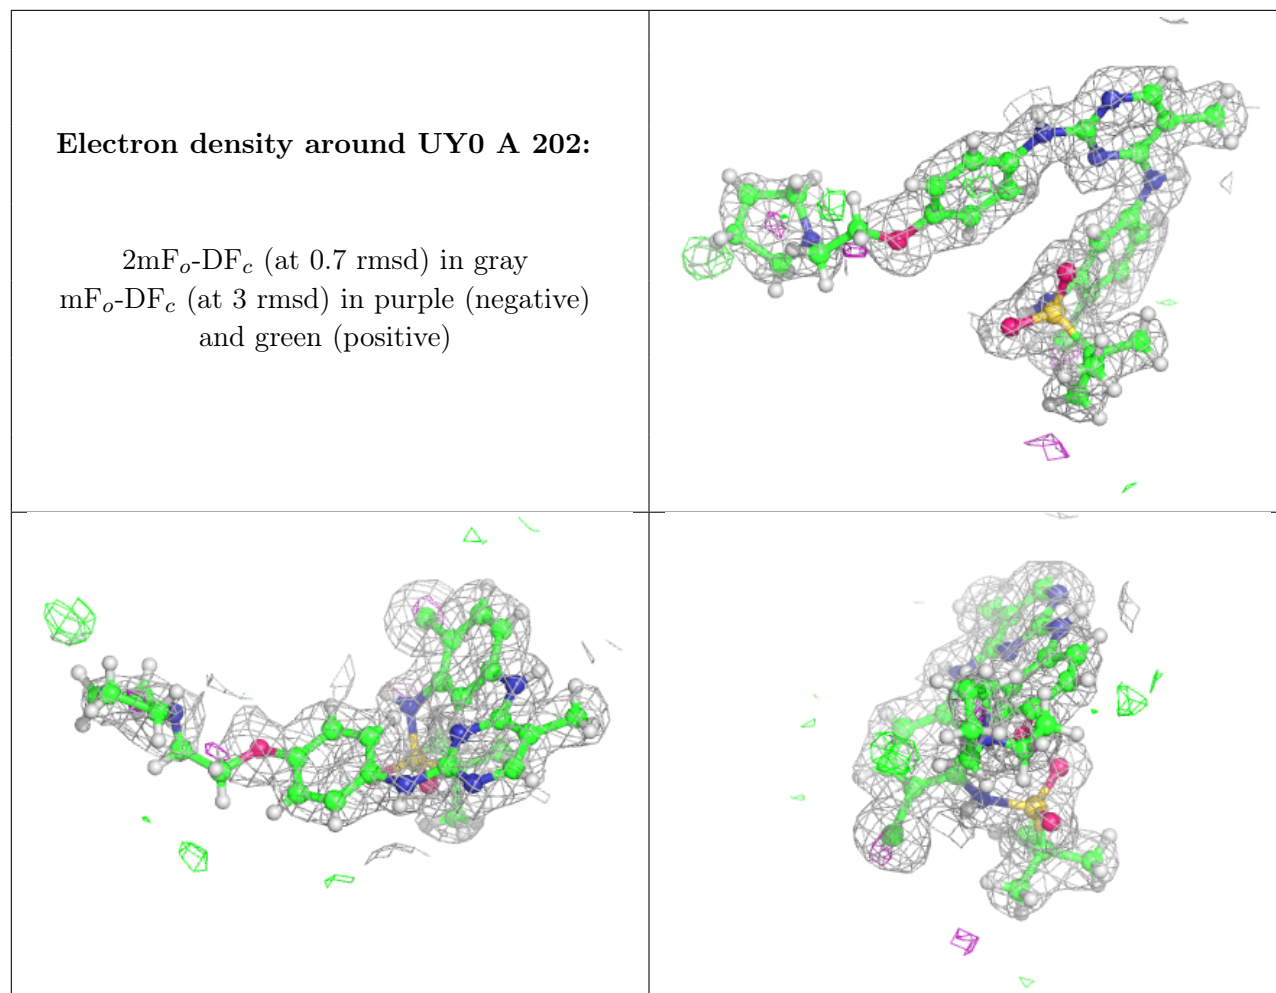 Electron density around UY0 A 202:
2mFo-DFc (at 0.7 rmsd) in gray
mFo-DFc (at 3 rmsd) in purple (negative)
and green (positive)